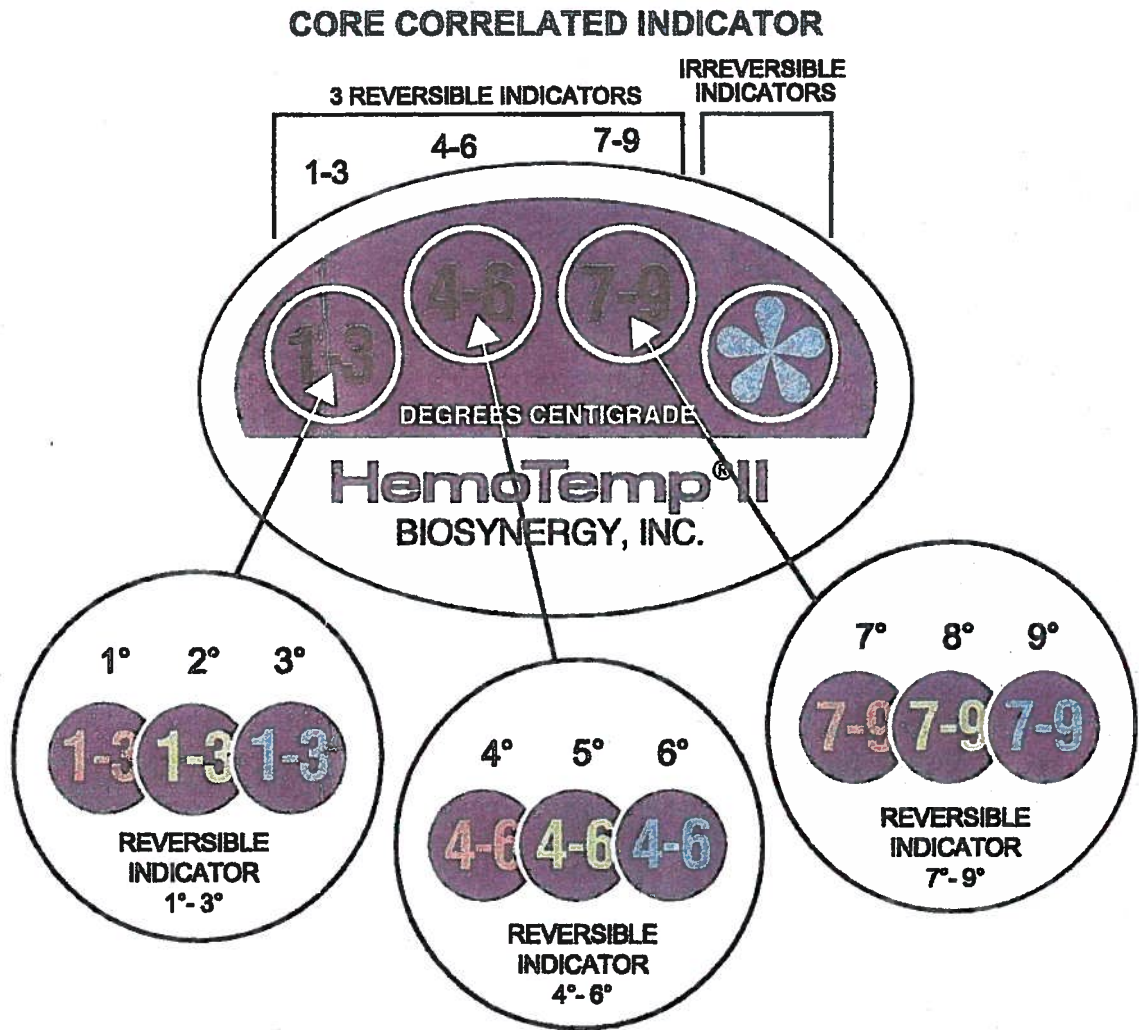 CORE CORRELATED INDICATOR
3 REVERSIBLE INDICATORS
IRREVERSIBLE
INDICATORS
1-3
4-6
7-9
1-3
4-6
7-9
DEGREES CENTIGRADE
HemoTemp®II
BIOSYNERGY, INC.
1° 2° 3°
1-3 1-3 1-3
REVERSIBLE
INDICATOR
1°- 3°
4° 5° 6°
4-6 4-6 4-6
REVERSIBLE
INDICATOR
4°- 6°
7° 8° 9°
7-9 7-9 7-9
REVERSIBLE
INDICATOR
7°- 9°